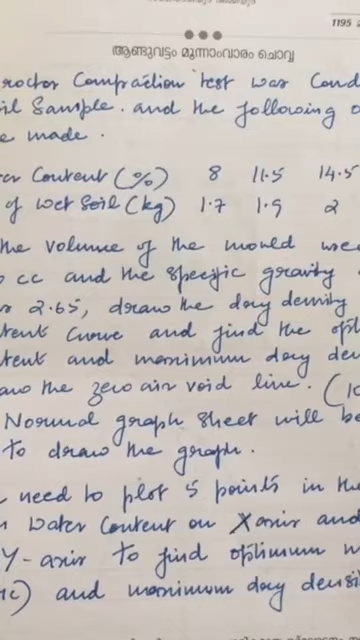 1195
ആണ്ടുവട്ടം മൂന്നാംവാരം ചൊവ്വ
roctor Compaction test was Cond
il Sample. and the following o
e made.
er Content (%) 8 11.5 14.5
of Wet Soil (kg) 1.7 1.9 2
the volume of the mould use
cc and the specific gravity
2.65, draw the dry density
tent Curve and find the opti
tent and maximum dry den
aw the zero air void line. (10
Normal graph sheet will be
to draw the graph.
need to plot 5 points in the
Water Content on X axis and
Y-axis to find optimum m
c) and maximum dry densi